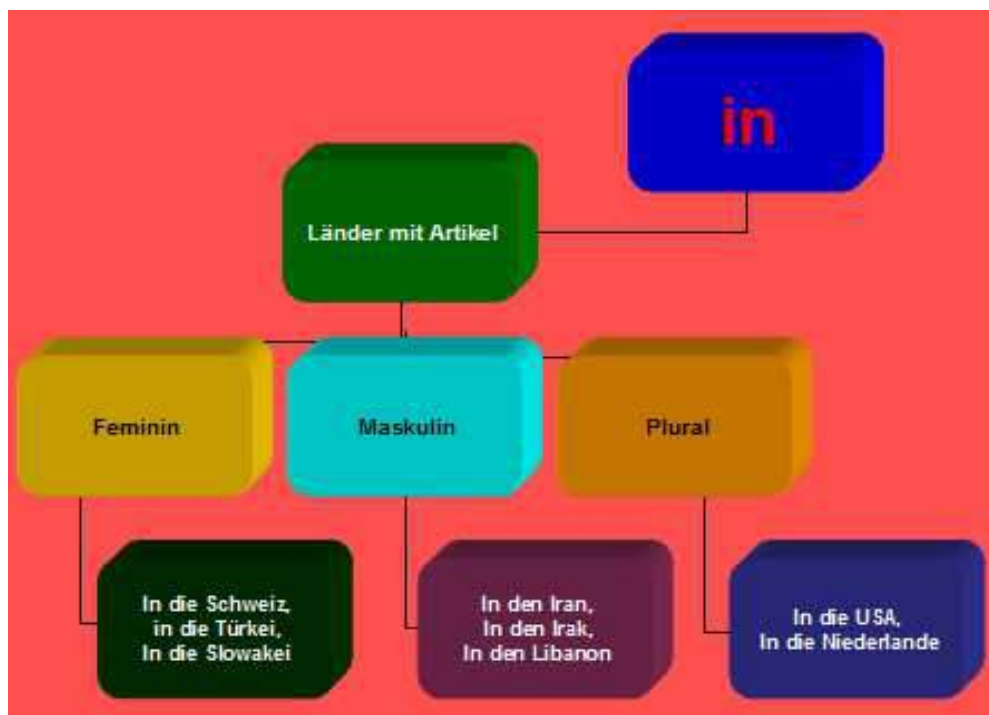 in
Länder mit Artikel
Feminin
Maskulin
Plural
In die Schweiz,
in die Türkei,
In die Slowakei
In den Iran,
In den Irak,
In den Libanon
In die USA,
In die Niederlande